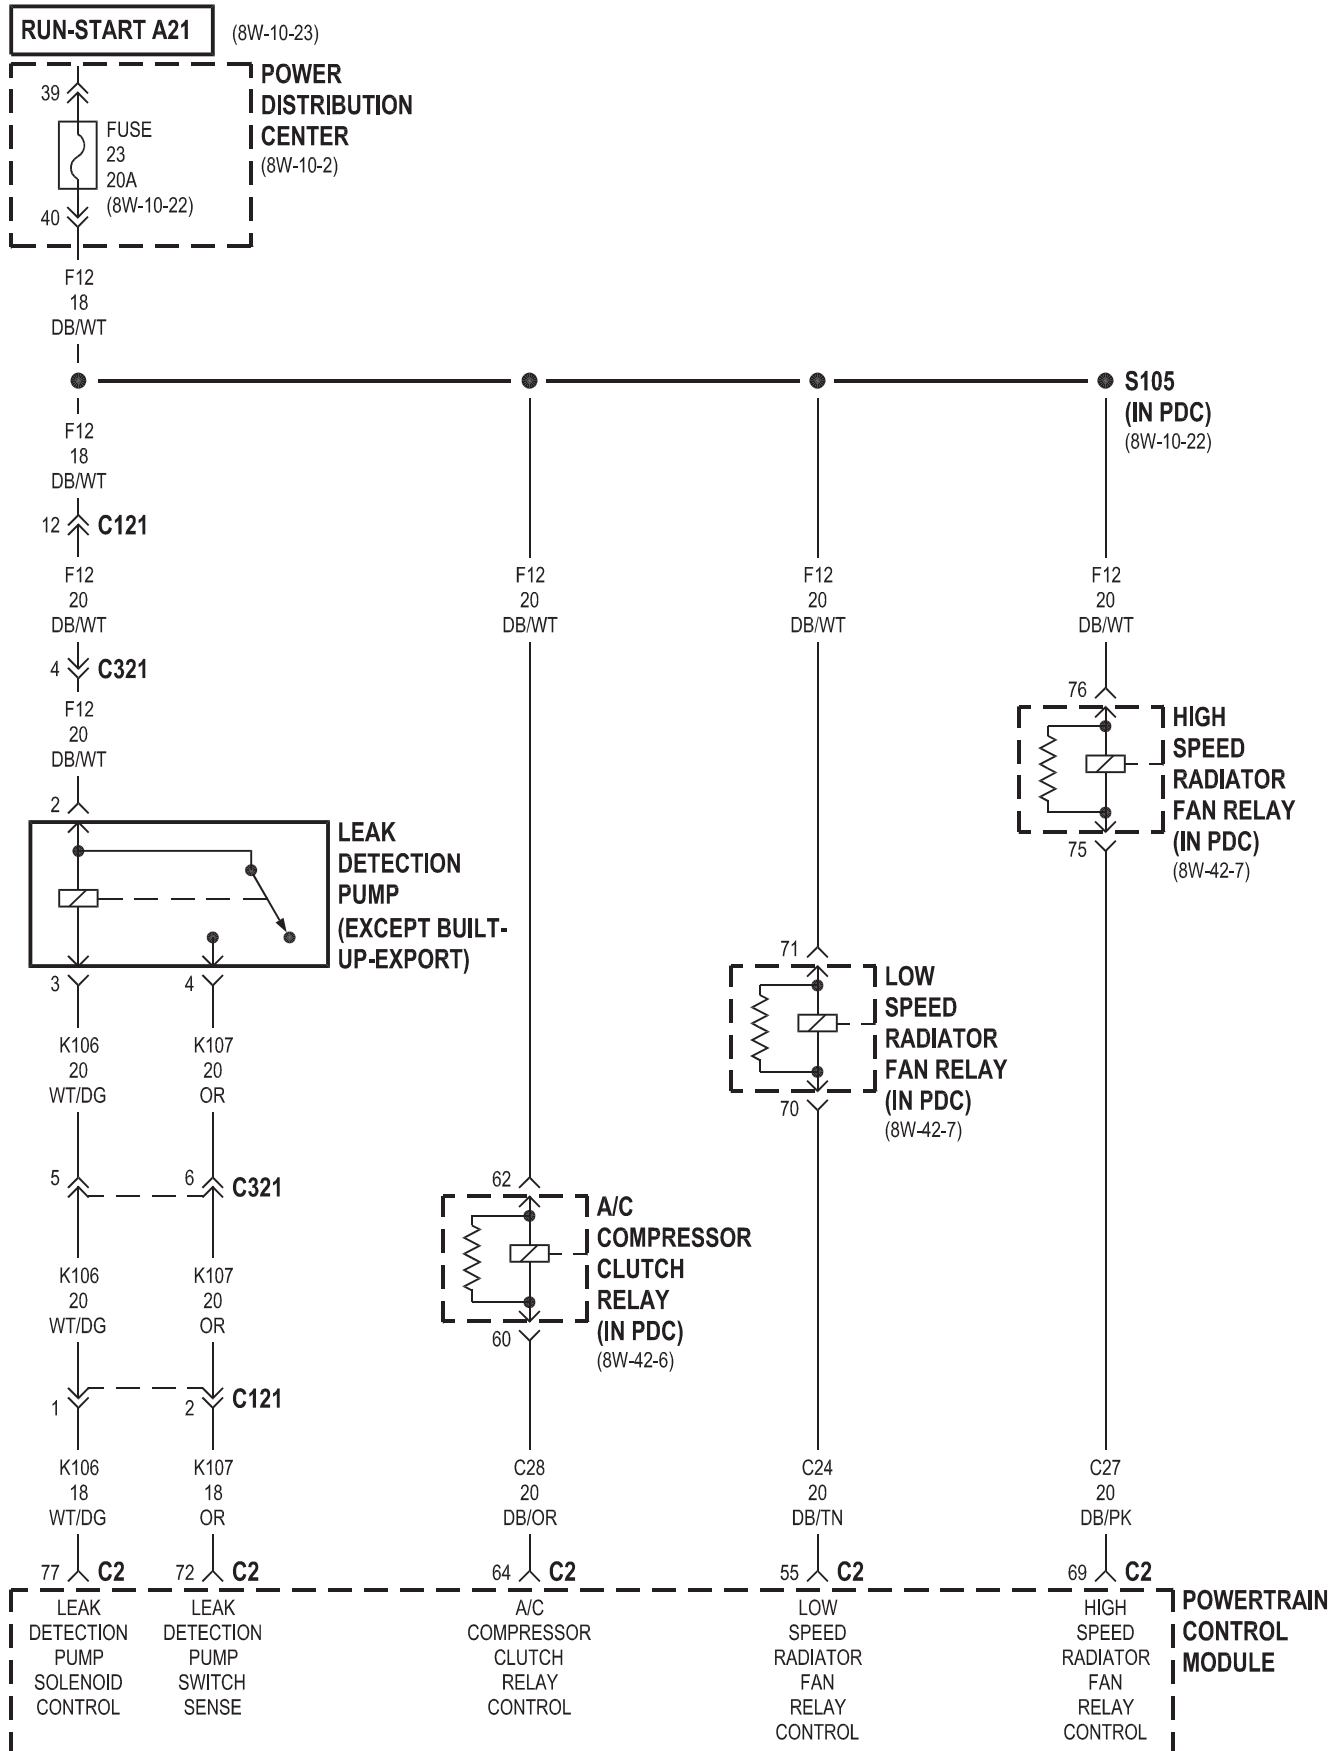 RUN-START A21
(8W-10-23)
POWER
DISTRIBUTION
CENTER
(8W-10-2)
39
FUSE
23
20A
(8W-10-22)
40
F12
18
DB/WT
S105
(IN PDC)
(8W-10-22)
F12
18
DB/WT
12
C121
F12
20
DB/WT
F12
20
DB/WT
F12
20
DB/WT
F12
20
DB/WT
4
C321
F12
20
DB/WT
2
LEAK
DETECTION
PUMP
(EXCEPT BUILT-
UP-EXPORT)
3
4
76
HIGH
SPEED
RADIATOR
FAN RELAY
(IN PDC)
(8W-42-7)
75
71
LOW
SPEED
RADIATOR
FAN RELAY
(IN PDC)
(8W-42-7)
70
K106
20
WT/DG
K107
20
OR
5
6
C321
62
A/C
COMPRESSOR
CLUTCH
RELAY
(IN PDC)
(8W-42-6)
60
K106
20
WT/DG
K107
20
OR
1
2
C121
K106
18
WT/DG
K107
18
OR
C28
20
DB/OR
C24
20
DB/TN
C27
20
DB/PK
77
C2
72
C2
64
C2
55
C2
69
C2
LEAK
DETECTION
PUMP
SOLENOID
CONTROL
LEAK
DETECTION
PUMP
SWITCH
SENSE
A/C
COMPRESSOR
CLUTCH
RELAY
CONTROL
LOW
SPEED
RADIATOR
FAN
RELAY
CONTROL
HIGH
SPEED
RADIATOR
FAN
RELAY
CONTROL
POWERTRAIN
CONTROL
MODULE